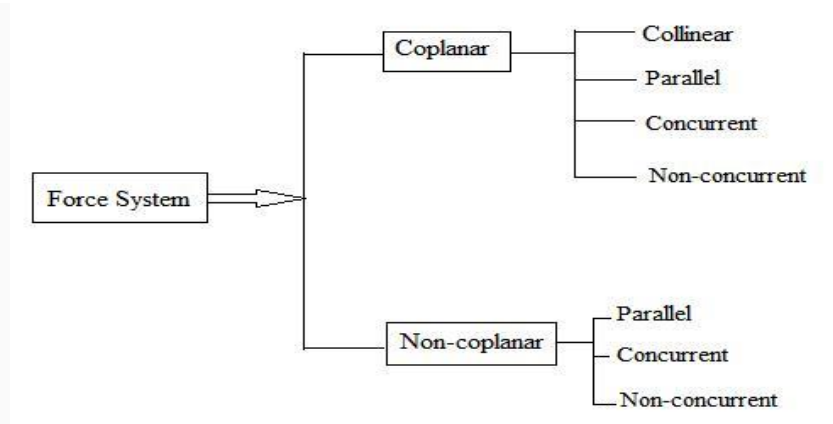 Force System
Coplanar
Collinear
Parallel
Concurrent
Non-concurrent
Non-coplanar
Parallel
Concurrent
Non-concurrent